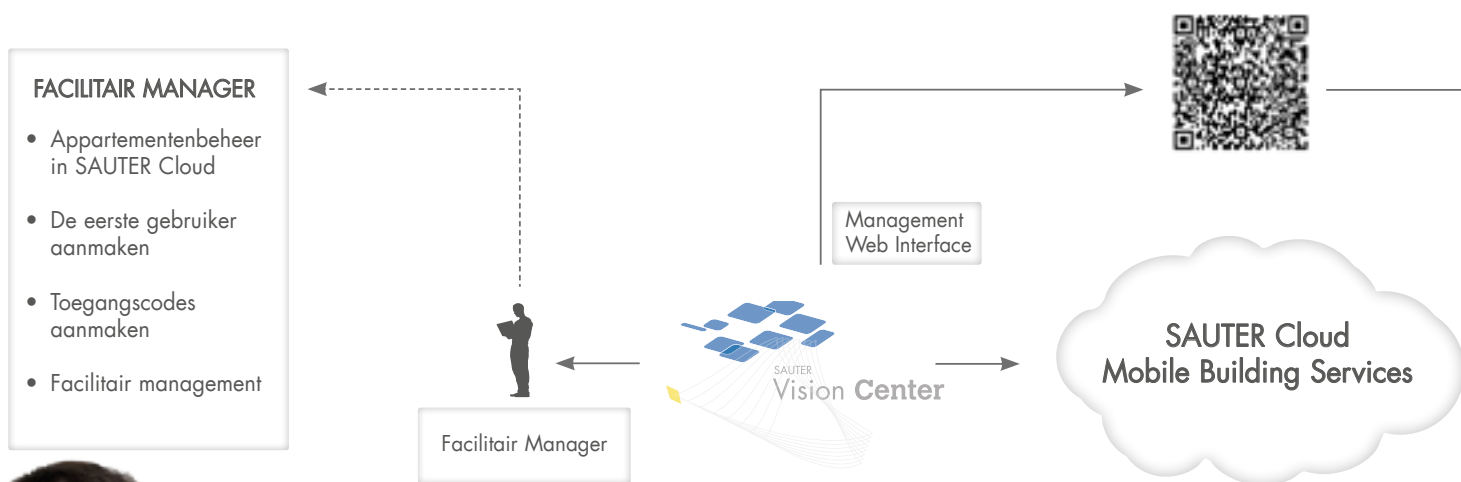 FACILITAIR MANAGER
• Appartementenbeheer
in SAUTER Cloud
• De eerste gebruiker
aanmaken
• Toegangscodes
aanmaken
• Facilitair management
Facilitair Manager
Management
Web Interface
SAUTER
Vision Center
SAUTER Cloud
Mobile Building Services